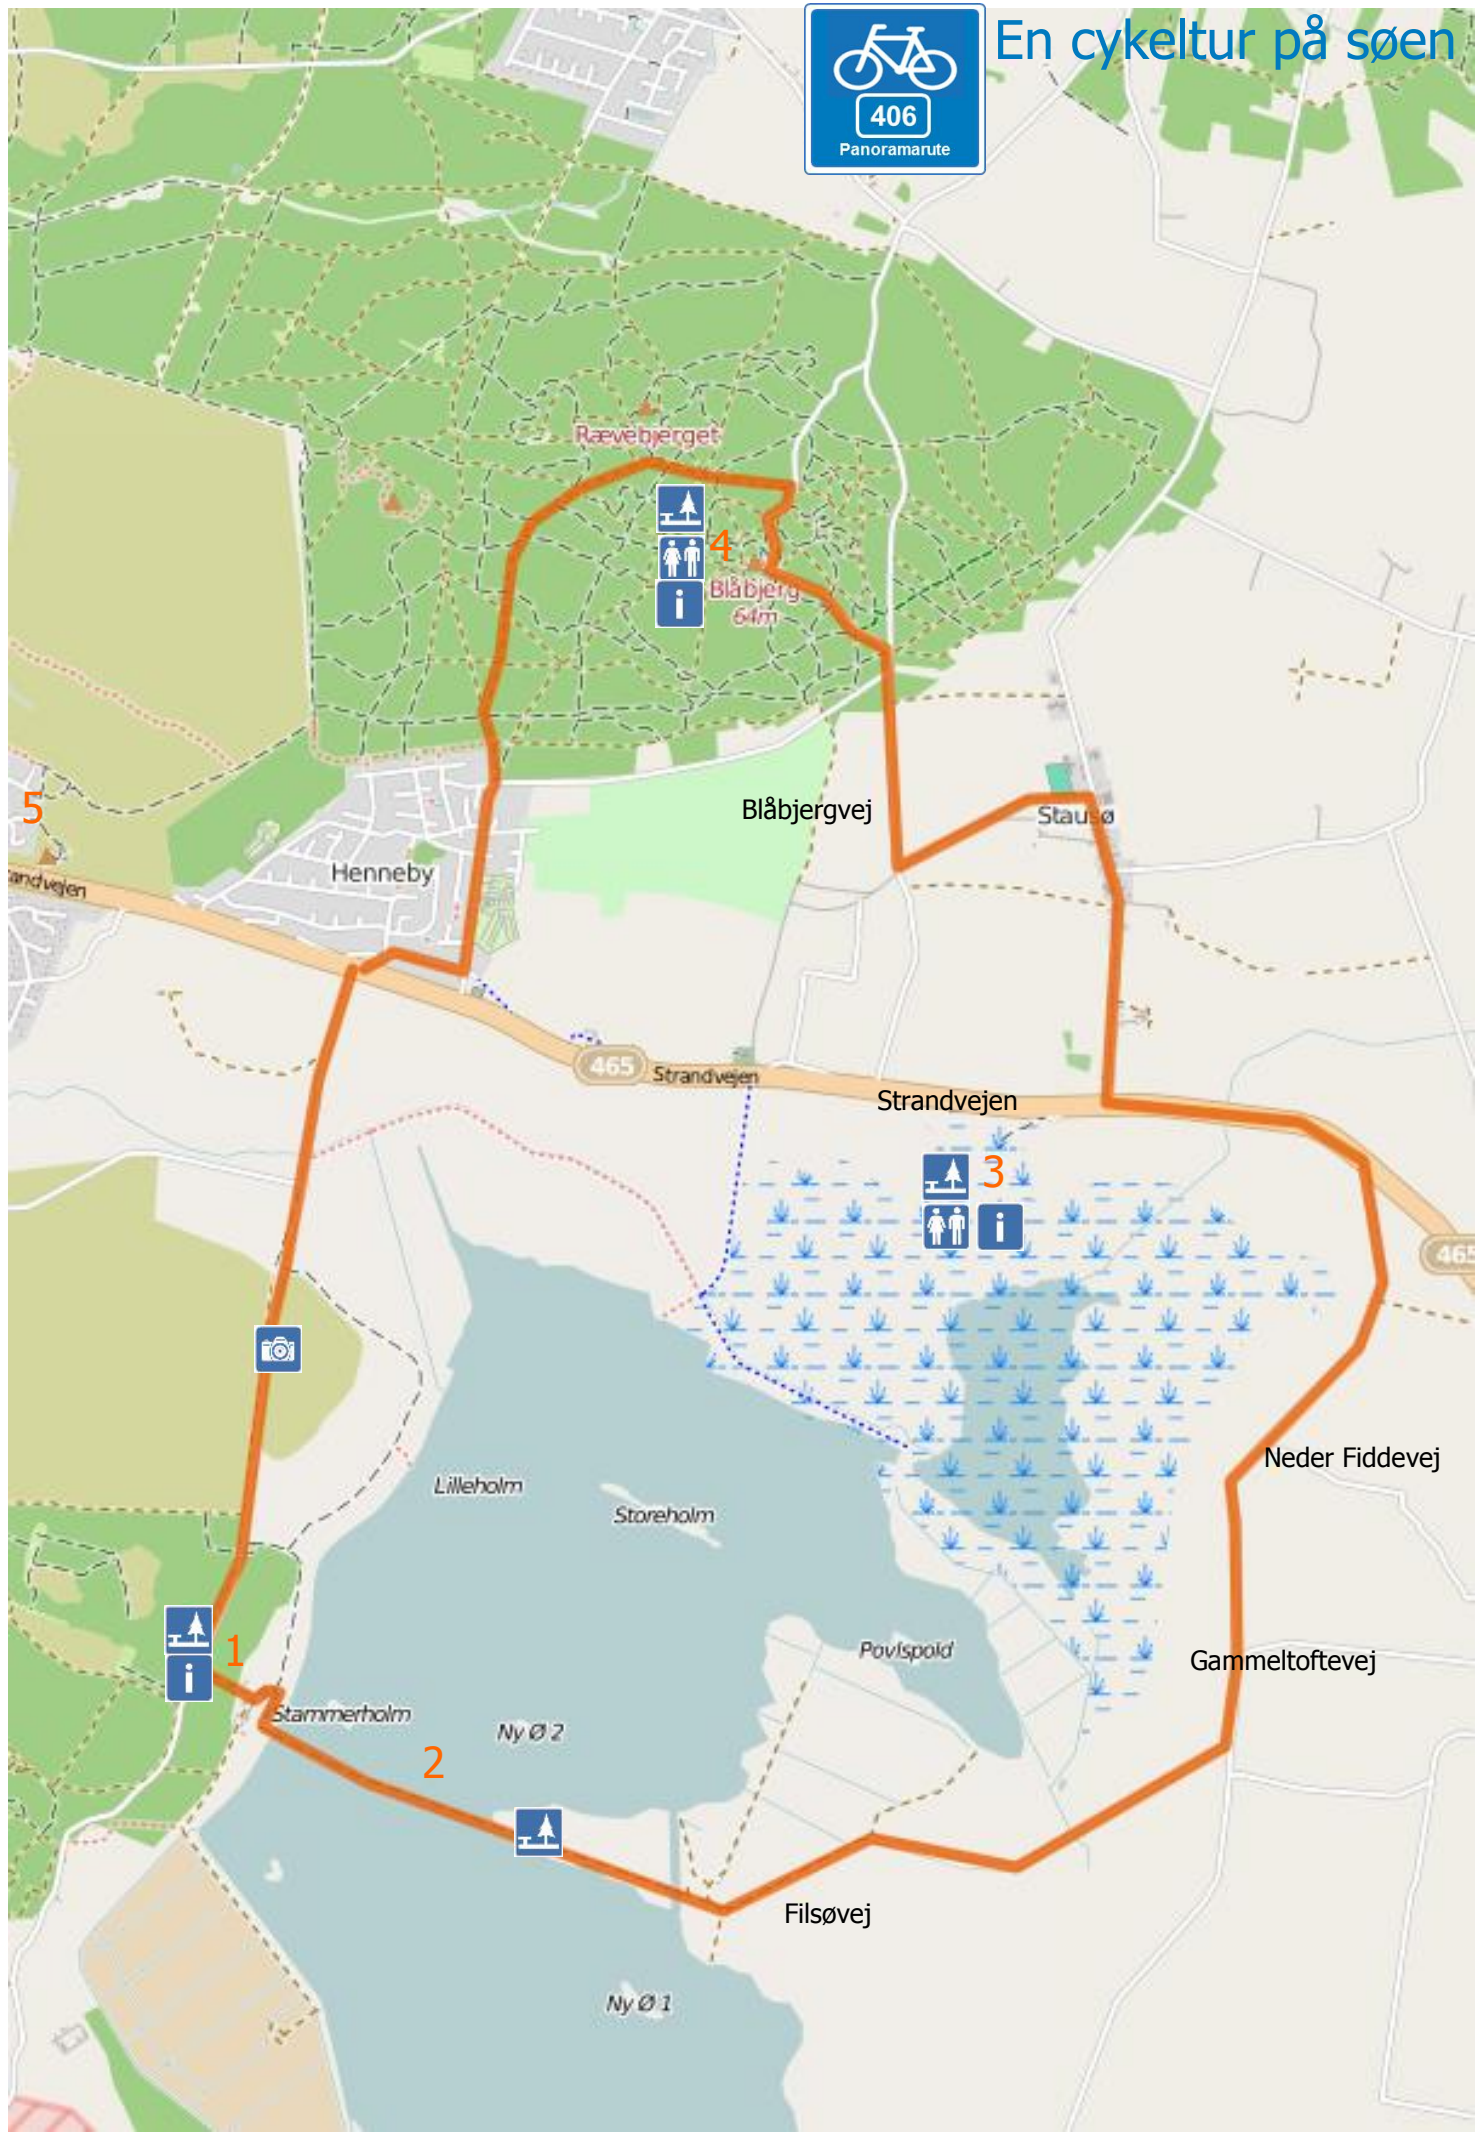 En cykeltur på søen
406
Panoramarute
Rævebjerget
4
Blåbjerg
64m
5
Blåbjergvej
Stausø
Henneby
andvejen
465
Strandvejen
Strandvejen
3
465
Neder Fiddevej
Lilleholm
Storeholm
1
Povlspold
Gammeltoftevej
Stammerholm
Ny Ø 2
2
Filsøvej
Ny Ø 1